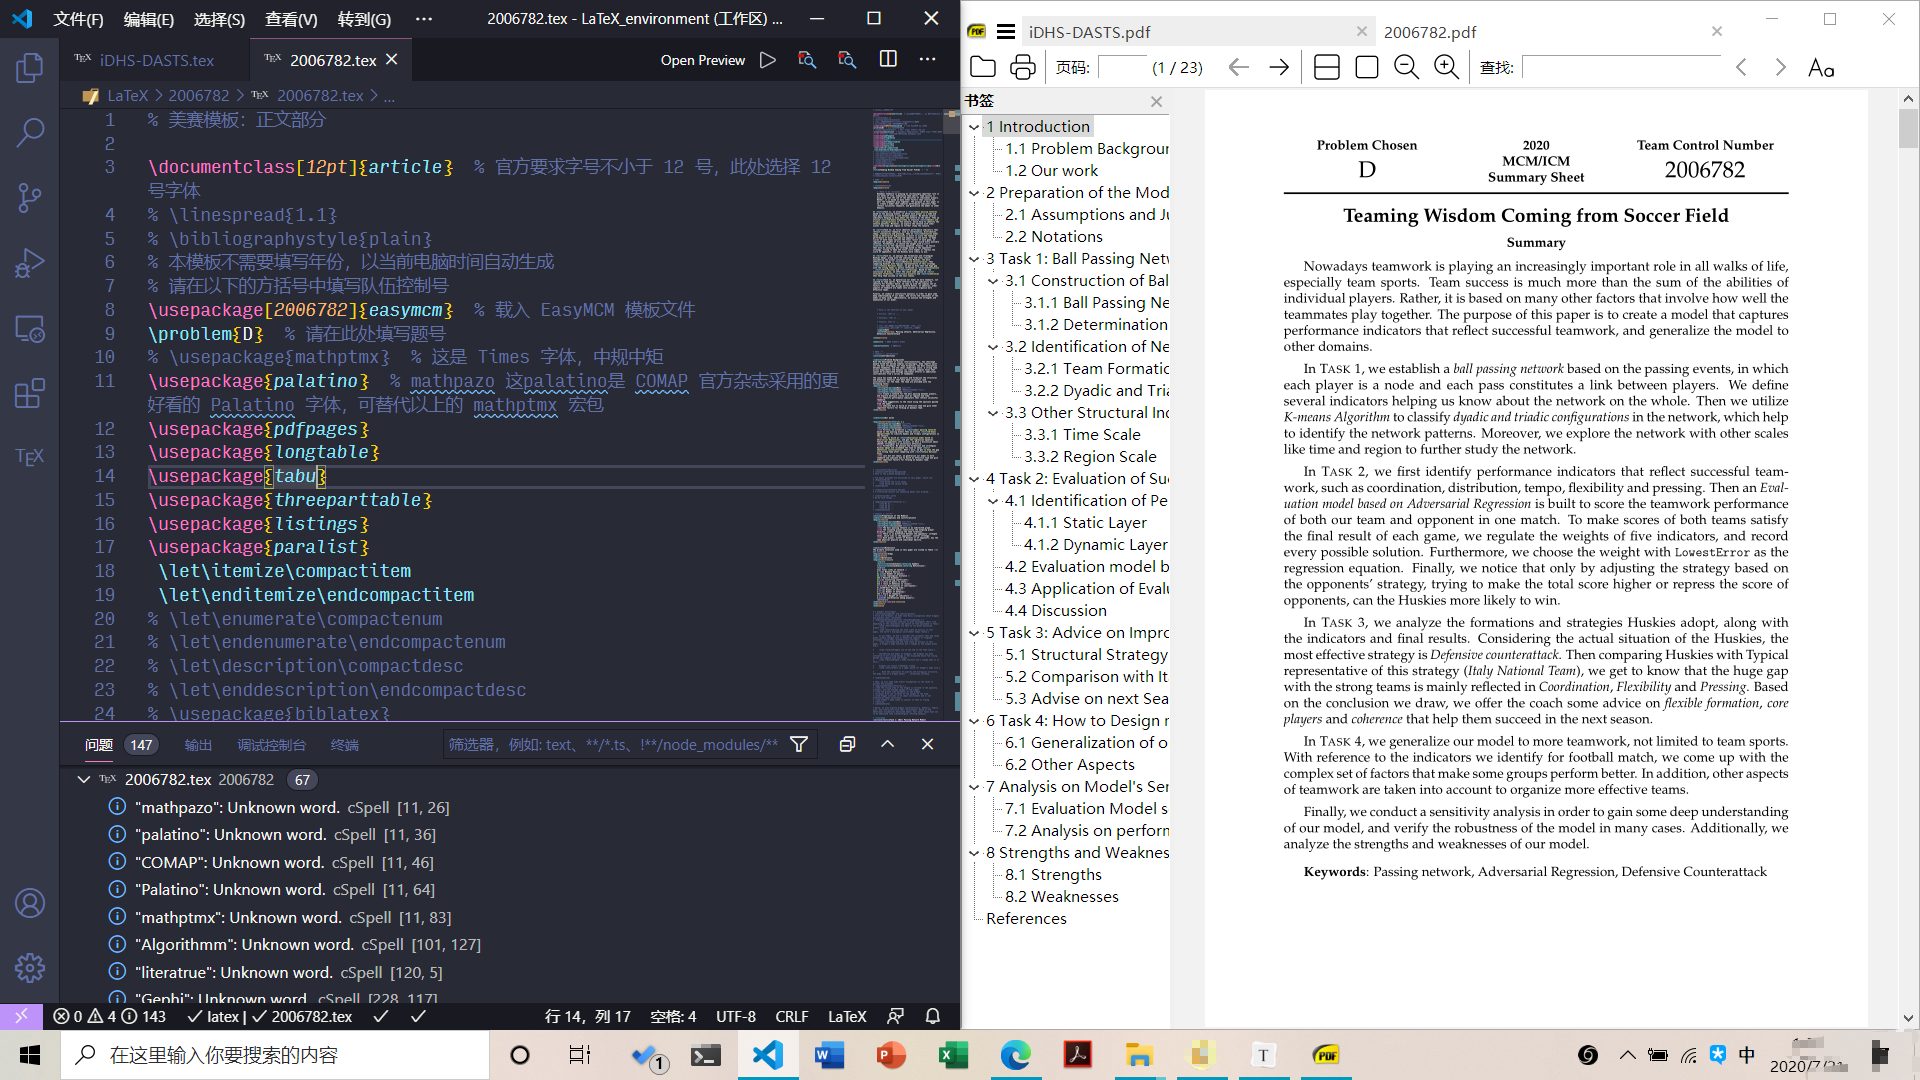 文件(F) 编辑(E) 选择(S) 查看(V) 转到(G) ··· 2006782.tex - LaTeX_environment (工作区) ...
TEX iDHS-DASTS.tex TEX 2006782.tex Open Preview ···
LaTeX > 2006782 > TEX 2006782.tex > ...
1 % 美赛模板：正文部分
2
3 \documentclass[12pt]{article} % 官方要求字号不小于 12 号，此处选择 12
号字体
4 % \linespread{1.1}
5 % \bibliographystyle{plain}
6 % 本模板不需要填写年份，以当前电脑时间自动生成
7 % 请在以下的方括号中填写队伍控制号
8 \usepackage[2006782]{easymcm} % 载入 EasyMCM 模板文件
9 \problem{D} % 请在此处填写题号
10 % \usepackage{mathptmx} % 这是 Times 字体，中规中矩
11 \usepackage{palatino} % mathpazo 这palatino是 COMAP 官方杂志采用的更
好看的 Palatino 字体，可替代以上的 mathptmx 宏包
12 \usepackage{pdfpages}
13 \usepackage{longtable}
14 \usepackage{tabu}
15 \usepackage{threeparttable}
16 \usepackage{listings}
17 \usepackage{paralist}
18 \let\itemize\compactitem
19 \let\enditemize\endcompactitem
20 % \let\enumerate\compactenum
21 % \let\endenumerate\endcompactenum
22 % \let\description\compactdesc
23 % \let\enddescription\endcompactdesc
24 % \usepackage{biblatex}
问题 147 输出 调试控制台 终端 筛选器，例如: text、**/*.ts、!**/node_modules/**
TEX 2006782.tex 2006782 67
"mathpazo": Unknown word. cSpell [11, 26]
"palatino": Unknown word. cSpell [11, 36]
"COMAP": Unknown word. cSpell [11, 46]
"Palatino": Unknown word. cSpell [11, 64]
"mathptmx": Unknown word. cSpell [11, 83]
"Algorithmm": Unknown word. cSpell [101, 127]
"literatrue": Unknown word. cSpell [120, 5]
"Gephi": Unknown word. cSpell [228, 117]
0 4 143 latex | 2006782.tex 行 14，列 17 空格: 4 UTF-8 CRLF LaTeX
TEX
PDF iDHS-DASTS.pdf 2006782.pdf
页码: (1 / 23) 查找: Aa
书签
1 Introduction
1.1 Problem Backgrour
1.2 Our work
2 Preparation of the Mod
2.1 Assumptions and Ju
2.2 Notations
3 Task 1: Ball Passing Netw
3.1 Construction of Bal
3.1.1 Ball Passing Ne
3.1.2 Determination
3.2 Identification of Ne
3.2.1 Team Formatic
3.2.2 Dyadic and Tria
3.3 Other Structural Inc
3.3.1 Time Scale
3.3.2 Region Scale
4 Task 2: Evaluation of Suc
4.1 Identification of Pe
4.1.1 Static Layer
4.1.2 Dynamic Layer
4.2 Evaluation model b
4.3 Application of Evalu
4.4 Discussion
5 Task 3: Advice on Impro
5.1 Structural Strategy
5.2 Comparison with It
5.3 Advise on next Sea
6 Task 4: How to Design r
6.1 Generalization of o
6.2 Other Aspects
7 Analysis on Model's Ser
7.1 Evaluation Model s
7.2 Analysis on perforn
8 Strengths and Weaknes
8.1 Strengths
8.2 Weaknesses
References
Problem Chosen
D
2020
MCM/ICM
Summary Sheet
Team Control Number
2006782
Teaming Wisdom Coming from Soccer Field
Summary
Nowadays teamwork is playing an increasingly important role in all walks of life,
especially team sports. Team success is much more than the sum of the abilities of
individual players. Rather, it is based on many other factors that involve how well the
teammates play together. The purpose of this paper is to create a model that captures
performance indicators that reflect successful teamwork, and generalize the model to
other domains.
In TASK 1, we establish a ball passing network based on the passing events, in which
each player is a node and each pass constitutes a link between players. We define
several indicators helping us know about the network on the whole. Then we utilize
K-means Algorithm to classify dyadic and triadic configurations in the network, which help
to identify the network patterns. Moreover, we explore the network with other scales
like time and region to further study the network.
In TASK 2, we first identify performance indicators that reflect successful team-
work, such as coordination, distribution, tempo, flexibility and pressing. Then an Eval-
uation model based on Adversarial Regression is built to score the teamwork performance
of both our team and opponent in one match. To make scores of both teams satisfy
the final result of each game, we regulate the weights of five indicators, and record
every possible solution. Furthermore, we choose the weight with LowestError as the
regression equation. Finally, we notice that only by adjusting the strategy based on
the opponents' strategy, trying to make the total score higher or repress the score of
opponents, can the Huskies more likely to win.
In TASK 3, we analyze the formations and strategies Huskies adopt, along with
the indicators and final results. Considering the actual situation of the Huskies, the
most effective strategy is Defensive counterattack. Then comparing Huskies with Typical
representative of this strategy (Italy National Team), we get to know that the huge gap
with the strong teams is mainly reflected in Coordination, Flexibility and Pressing. Based
on the conclusion we draw, we offer the coach some advice on flexible formation, core
players and coherence that help them succeed in the next season.
In TASK 4, we generalize our model to more teamwork, not limited to team sports.
With reference to the indicators we identify for football match, we come up with the
complex set of factors that make some groups perform better. In addition, other aspects
of teamwork are taken into account to organize more effective teams.
Finally, we conduct a sensitivity analysis in order to gain some deep understanding
of our model, and verify the robustness of the model in many cases. Additionally, we
analyze the strengths and weaknesses of our model.
Keywords: Passing network, Adversarial Regression, Defensive Counterattack
在这里输入你要搜索的内容 1 W P X T PDF 中
2020/7/21